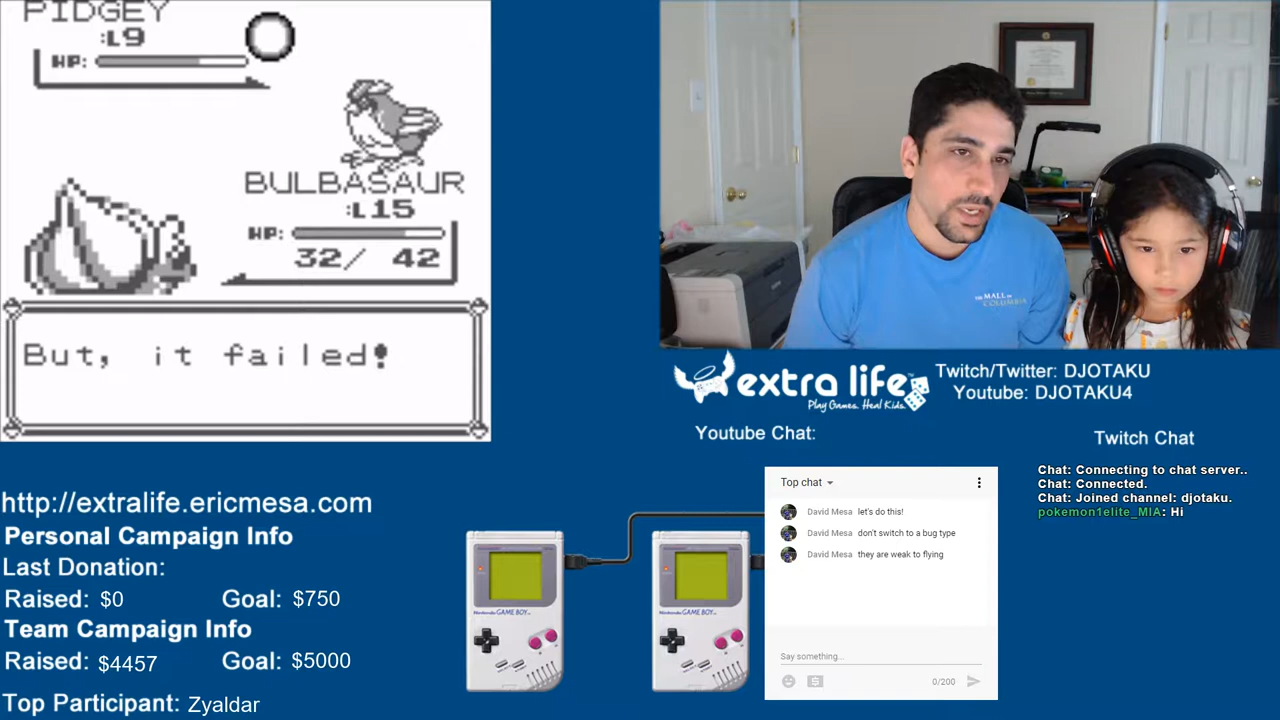 PIDGEY
:L9
HP:
BULBASAUR
:L15
HP:
32/ 42
But, it failed!
THE MALL IN
COLUMBIA
extra life
Play Games. Heal Kids.
Twitch/Twitter: DJOTAKU
Youtube: DJOTAKU4
Youtube Chat:
Twitch Chat
Top chat
David Mesa let's do this!
David Mesa don't switch to a bug type
David Mesa they are weak to flying
Say something...
0/200
Chat: Connecting to chat server..
Chat: Connected.
Chat: Joined channel: djotaku.
pokemon1elite_MIA: Hi
http://extralife.ericmesa.com
Personal Campaign Info
Last Donation:
Raised: $0 Goal: $750
Team Campaign Info
Raised: $4457 Goal: $5000
Top Participant: Zyaldar
Nintendo GAME BOY
Nintendo GAME BOY